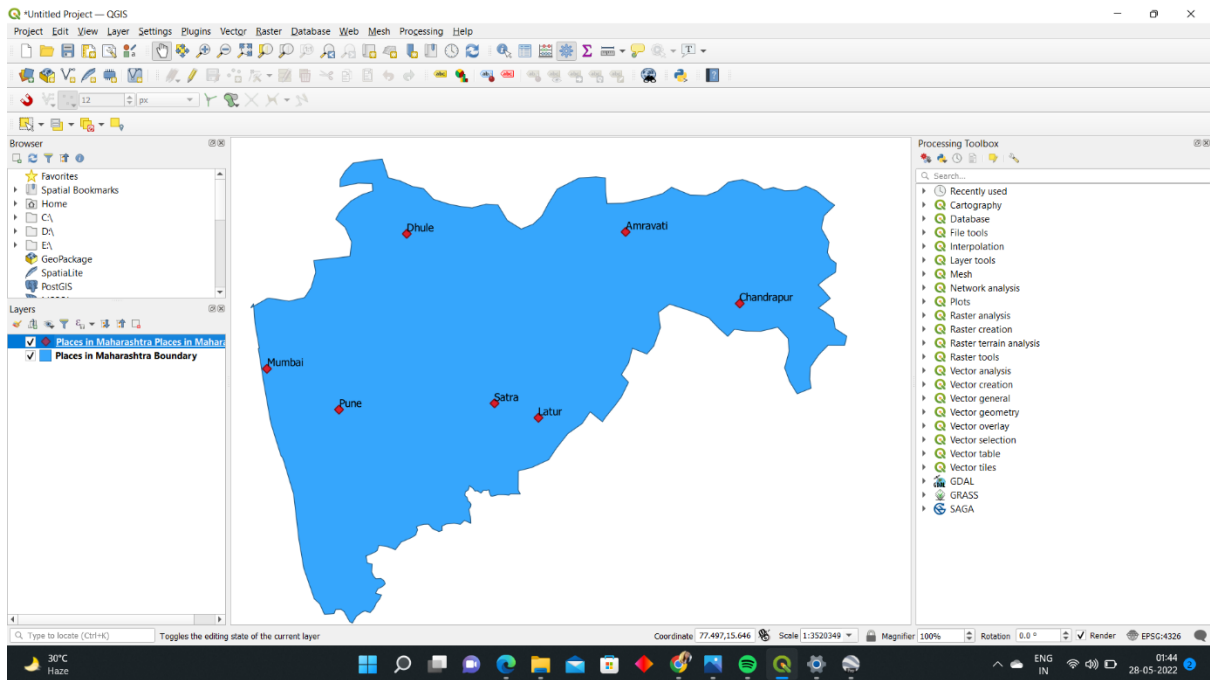 *Untitled Project — QGIS
Project Edit View Layer Settings Plugins Vector Raster Database Web Mesh Processing Help
12 px
Browser
Favorites
Spatial Bookmarks
Home
C:\
D:\
E:\
GeoPackage
SpatiaLite
PostGIS
Layers
Places in Maharashtra Places in Mahara
Places in Maharashtra Boundary
Dhule
Amravati
Chandrapur
Mumbai
Pune
Satra
Latur
Processing Toolbox
Search...
Recently used
Cartography
Database
File tools
Interpolation
Layer tools
Mesh
Network analysis
Plots
Raster analysis
Raster creation
Raster terrain analysis
Raster tools
Vector analysis
Vector creation
Vector general
Vector geometry
Vector overlay
Vector selection
Vector table
Vector tiles
GDAL
GRASS
SAGA
Type to locate (Ctrl+K) Toggles the editing state of the current layer Coordinate 77.497,15.646 Scale 1:3520349 Magnifier 100% Rotation 0.0 ° Render EPSG:4326
30°C
Haze
ENG
IN
01:44
28-05-2022
2